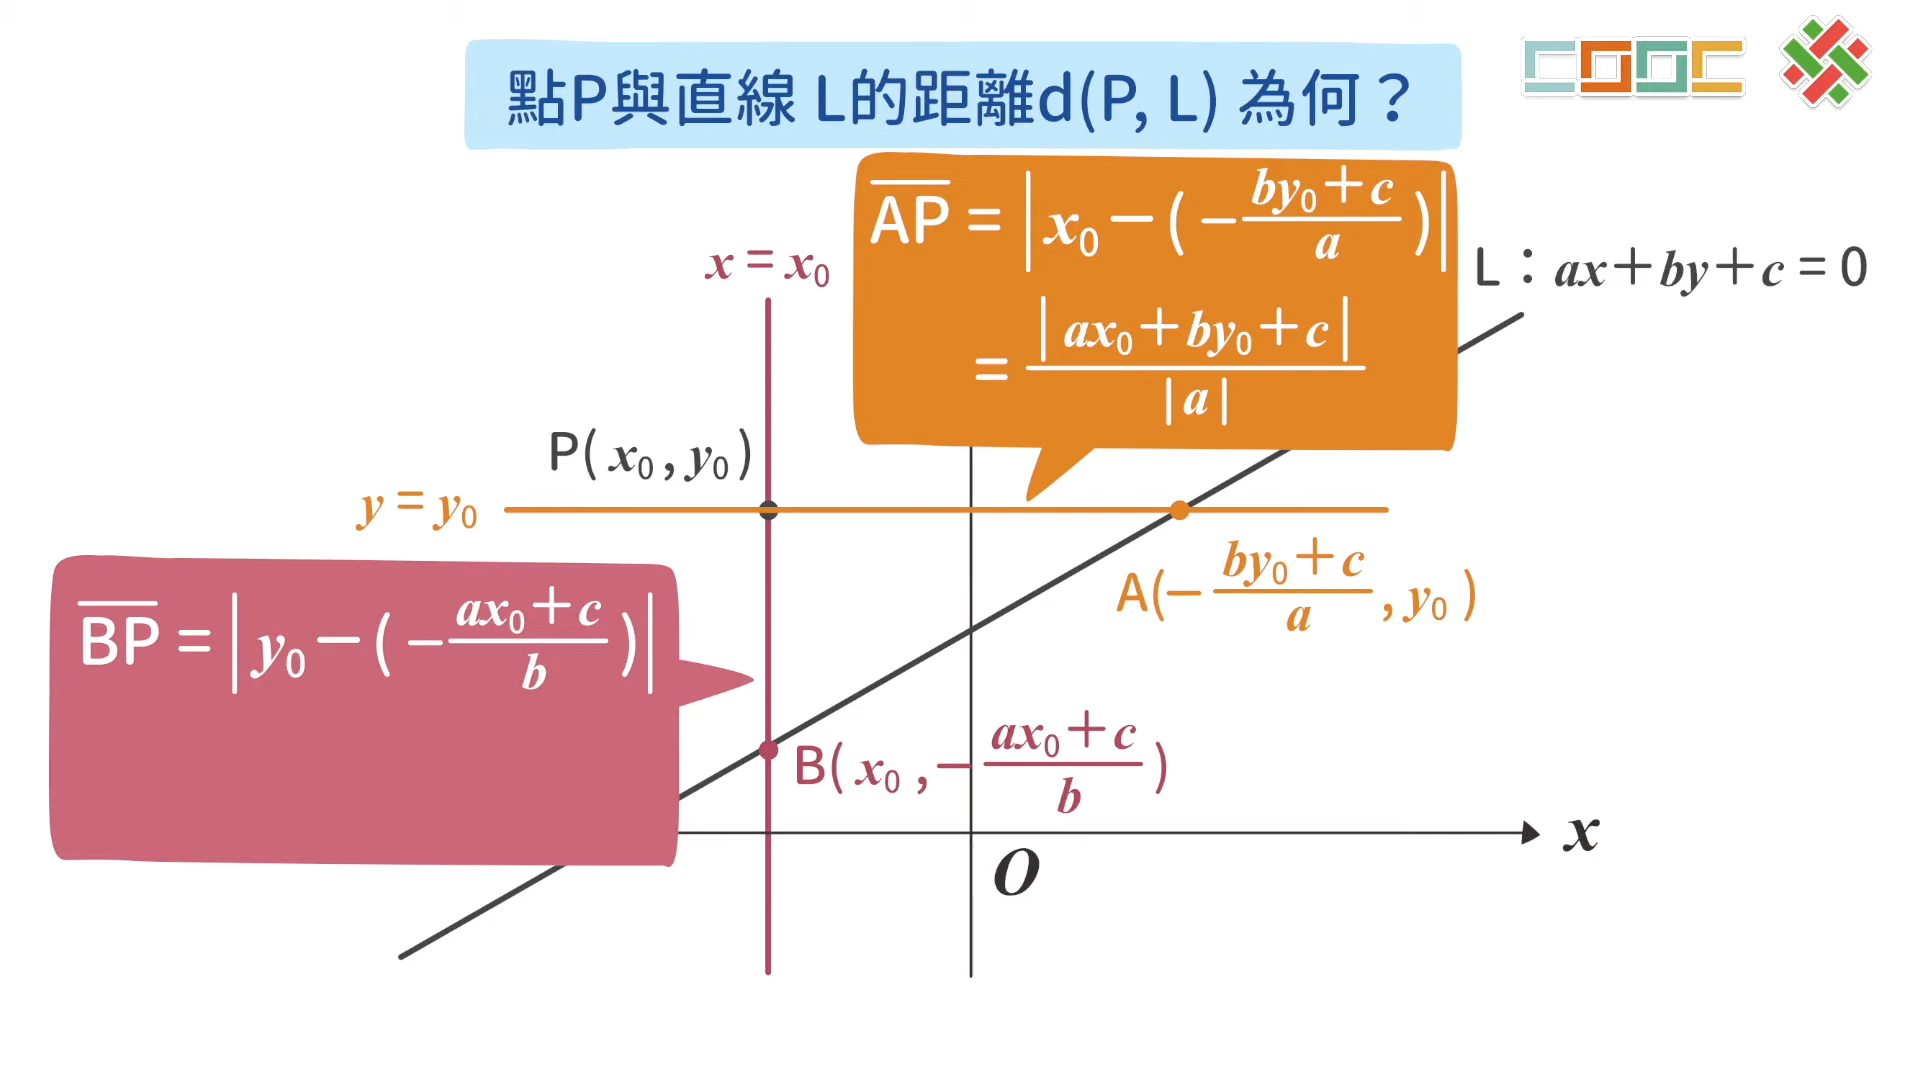 點P與直線 L的距離d(P, L) 為何？
COOC
AP = | x₀ − ( − (by₀ + c)/a ) |
= | ax₀ + by₀ + c | / | a |
x = x₀
L：ax + by + c = 0
P( x₀ , y₀ )
y = y₀
BP = | y₀ − ( − (ax₀ + c)/b ) |
A( − (by₀ + c)/a , y₀ )
B( x₀ , − (ax₀ + c)/b )
x
O